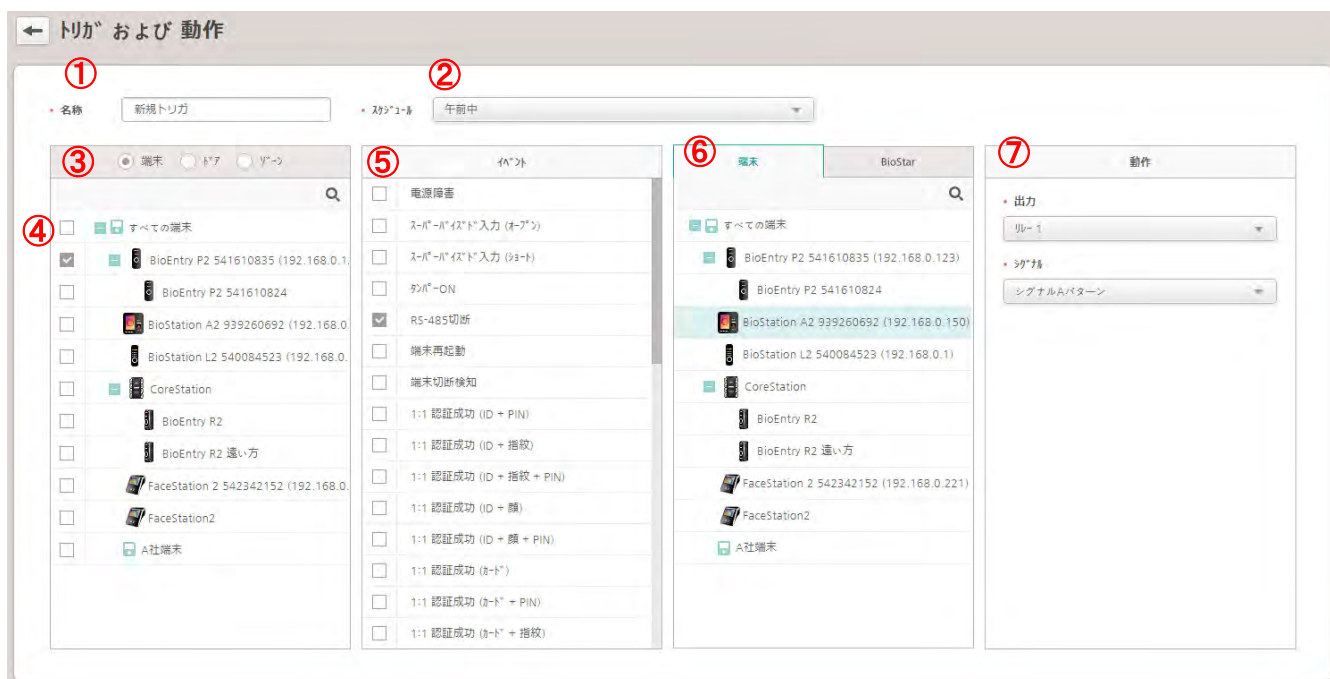 ← ﾄﾘｶﾞ および 動作
① ②
• 名称 新規トリガ • ｽｹｼﾞｭｰﾙ 午前中
③ 端末 ﾄﾞｱ ｿﾞｰﾝ
④ すべての端末
BioEntry P2 541610835 (192.168.0.1
BioEntry P2 541610824
BioStation A2 939260692 (192.168.0.
BioStation L2 540084523 (192.168.0.
CoreStation
BioEntry R2
BioEntry R2 遠い方
FaceStation 2 542342152 (192.168.0.
FaceStation2
A社端末
⑤ ｲﾍﾞﾝﾄ
電源障害
ｽｰﾊﾟｰﾊﾞｲｽﾞﾄﾞ入力 (ｵｰﾌﾟﾝ)
ｽｰﾊﾟｰﾊﾞｲｽﾞﾄﾞ入力 (ｼｮｰﾄ)
ﾀﾝﾊﾟｰON
RS-485切断
端末再起動
端末切断検知
1:1 認証成功 (ID + PIN)
1:1 認証成功 (ID + 指紋)
1:1 認証成功 (ID + 指紋 + PIN)
1:1 認証成功 (ID + 顔)
1:1 認証成功 (ID + 顔 + PIN)
1:1 認証成功 (ｶｰﾄﾞ)
1:1 認証成功 (ｶｰﾄﾞ + PIN)
1:1 認証成功 (ｶｰﾄﾞ + 指紋)
⑥ 端末 BioStar
すべての端末
BioEntry P2 541610835 (192.168.0.123)
BioEntry P2 541610824
BioStation A2 939260692 (192.168.0.150)
BioStation L2 540084523 (192.168.0.1)
CoreStation
BioEntry R2
BioEntry R2 遠い方
FaceStation 2 542342152 (192.168.0.221)
FaceStation2
A社端末
⑦ 動作
• 出力
ﾘﾚｰ 1
• ｼｸﾞﾅﾙ
シグナルAパターン